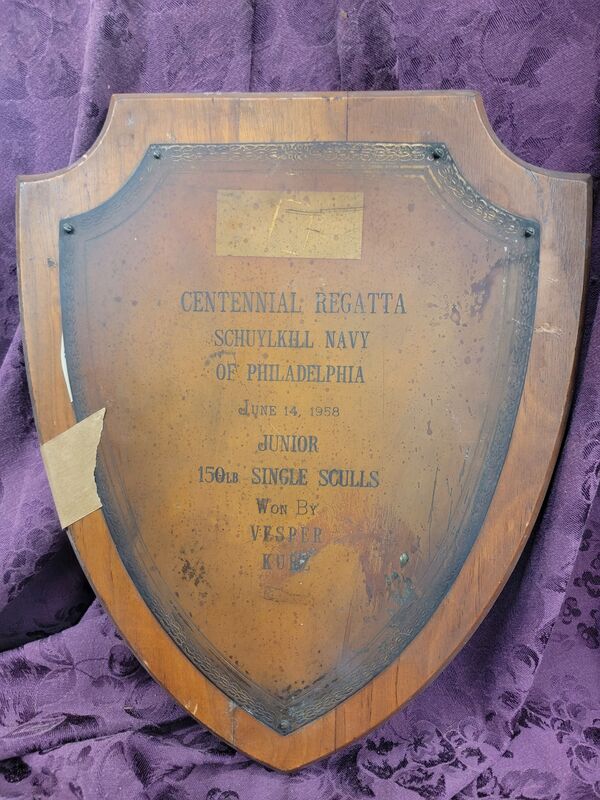 CENTENNIAL REGATTA
SCHUYLKILL NAVY
OF PHILADELPHIA
JUNE 14, 1958
JUNIOR
150LB SINGLE SCULLS
WON BY
VESPER